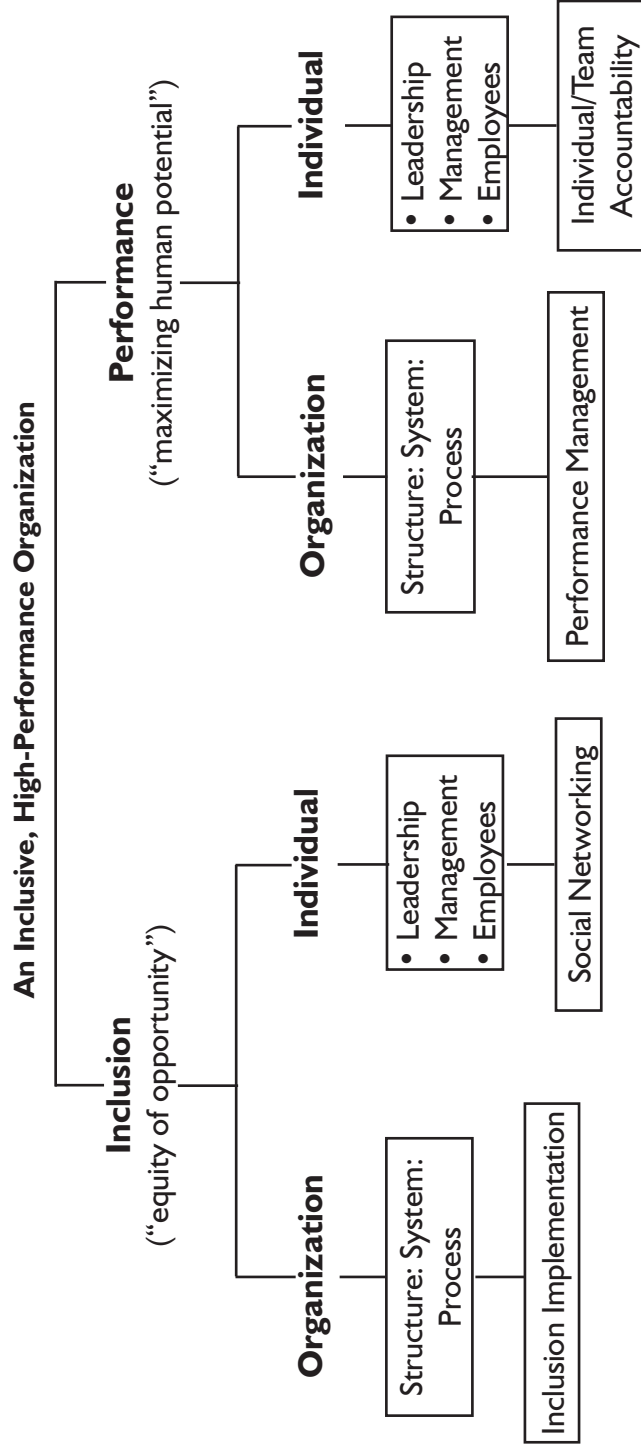 An Inclusive, High-Performance Organization
Inclusion
(“equity of opportunity”)
Organization
Structure: System:
Process
Inclusion Implementation
Individual
• Leadership
• Management
• Employees
Social Networking
Performance
(“maximizing human potential”)
Organization
Structure: System:
Process
Performance Management
Individual
• Leadership
• Management
• Employees
Individual/Team
Accountability